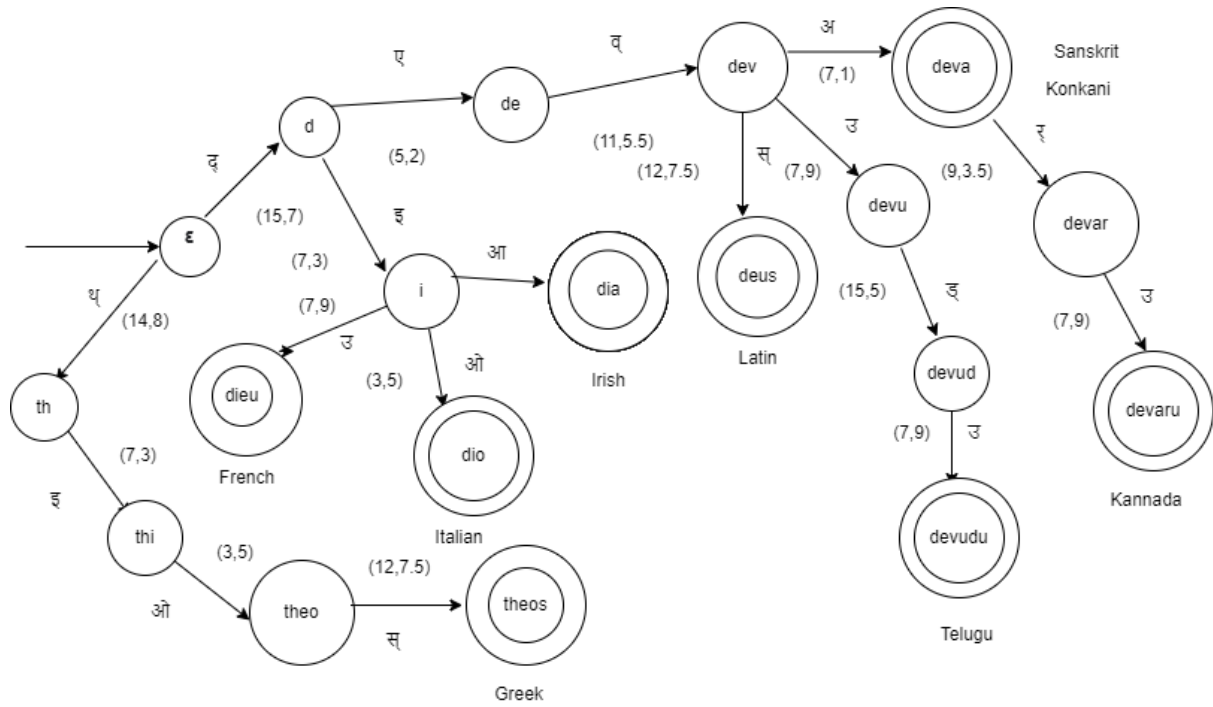 अ
व्
Sanskrit
ए
dev
deva
(7,1)
Konkani
de
d
उ
र्
(11,5.5)
स्
द्
(5,2)
(12,7.5)
(7,9)
(9,3.5)
devu
(15,7)
इ
devar
ε
आ
(7,3)
deus
थ्
i
dia
(15,5)
ड्
उ
(7,9)
(14,8)
(7,9)
उ
Latin
ओ
(3,5)
Irish
devud
dieu
th
devaru
(7,9)
उ
(7,3)
dio
French
Kannada
इ
Italian
thi
(3,5)
devudu
(12,7.5)
ओ
theo
theos
स्
Telugu
Greek